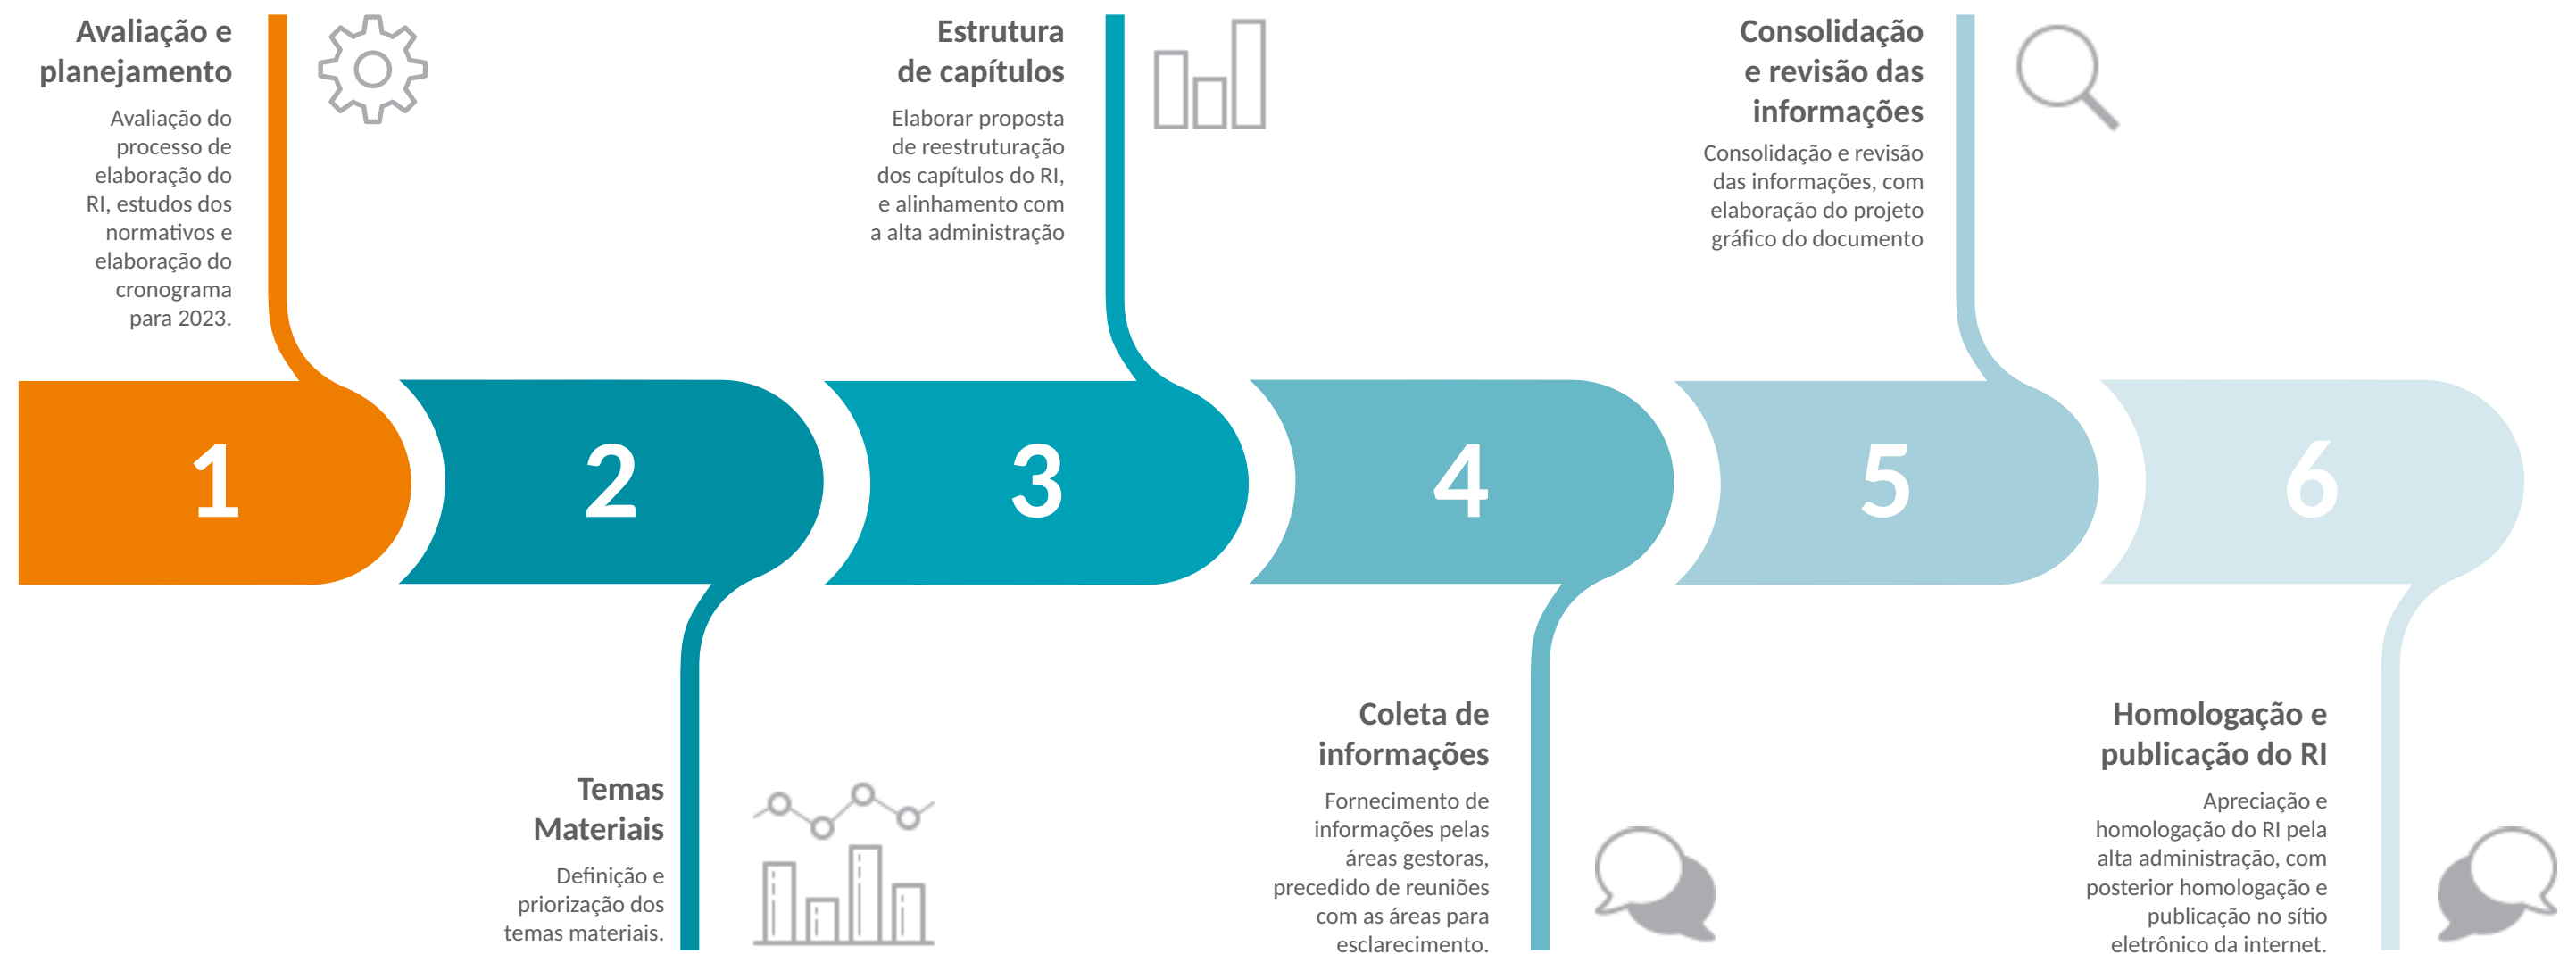 Avaliação e
planejamento
Avaliação do
processo de
elaboração do
RI, estudos dos
normativos e
elaboração do
cronograma
para 2023.
Estrutura
de capítulos
Elaborar proposta
de reestruturação
dos capítulos do RI,
e alinhamento com
a alta administração
Consolidação
e revisão das
informações
Consolidação e revisão
das informações, com
elaboração do projeto
gráfico do documento
1
2
3
4
5
6
Temas
Materiais
Definição e
priorização dos
temas materiais.
Coleta de
informações
Fornecimento de
informações pelas
áreas gestoras,
precedido de reuniões
com as áreas para
esclarecimento.
Homologação e
publicação do RI
Apreciação e
homologação do RI pela
alta administração, com
posterior homologação e
publicação no sítio
eletrônico da internet.